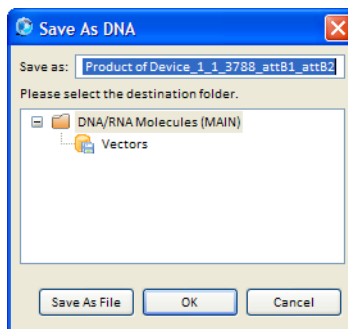 Save As DNA
Save as: Product of Device_1_1_3788_attB1_attB2
Please select the destination folder.
DNA/RNA Molecules (MAIN)
Vectors
Save As File OK Cancel